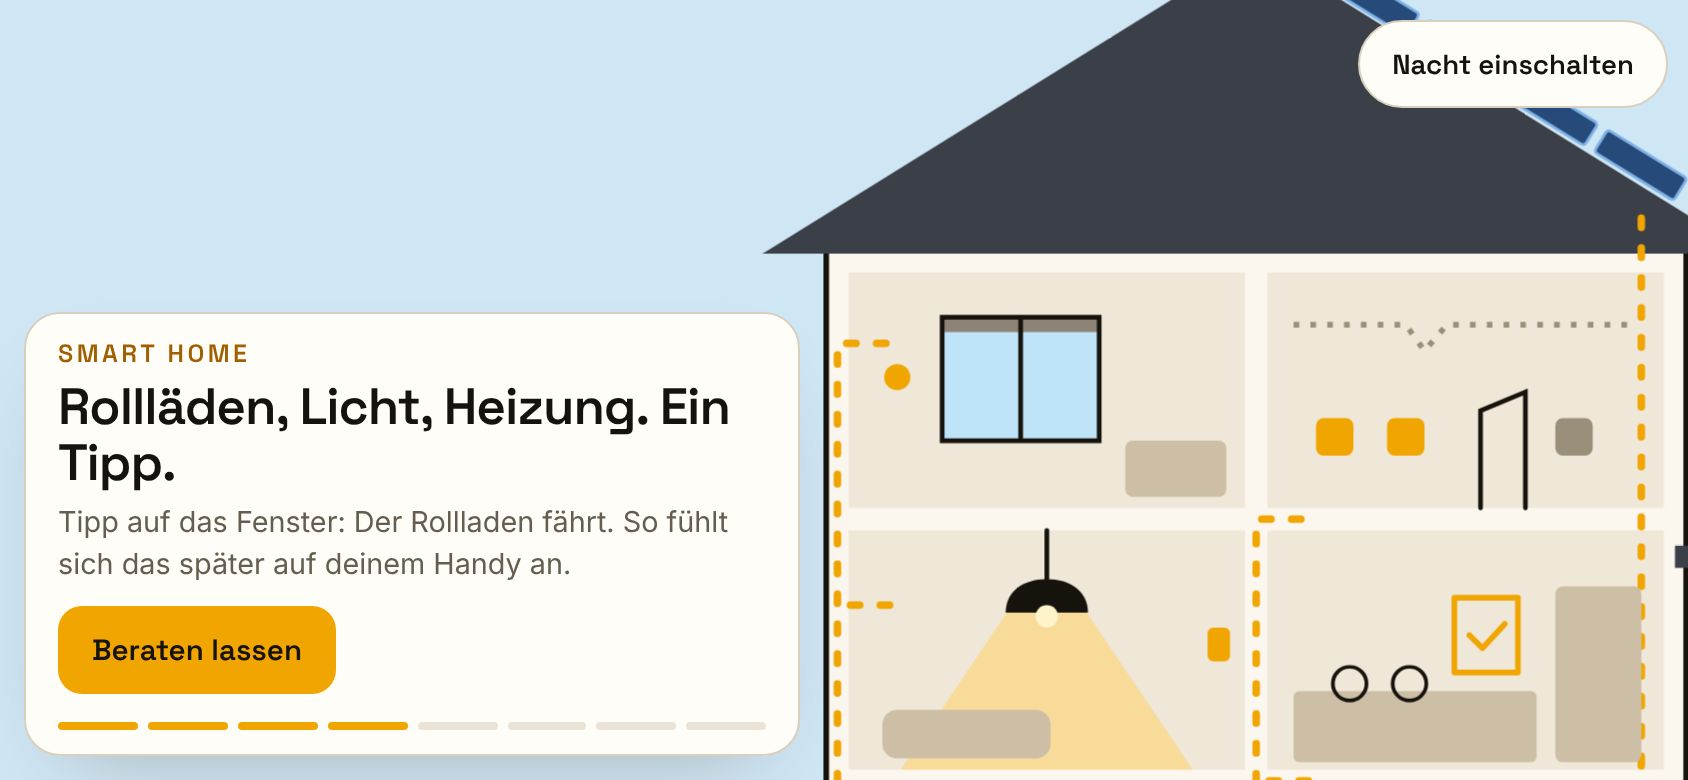 Nacht einschalten
SMART HOME
Rollläden, Licht, Heizung. Ein
Tipp.
Tipp auf das Fenster: Der Rollladen fährt. So fühlt
sich das später auf deinem Handy an.
Beraten lassen